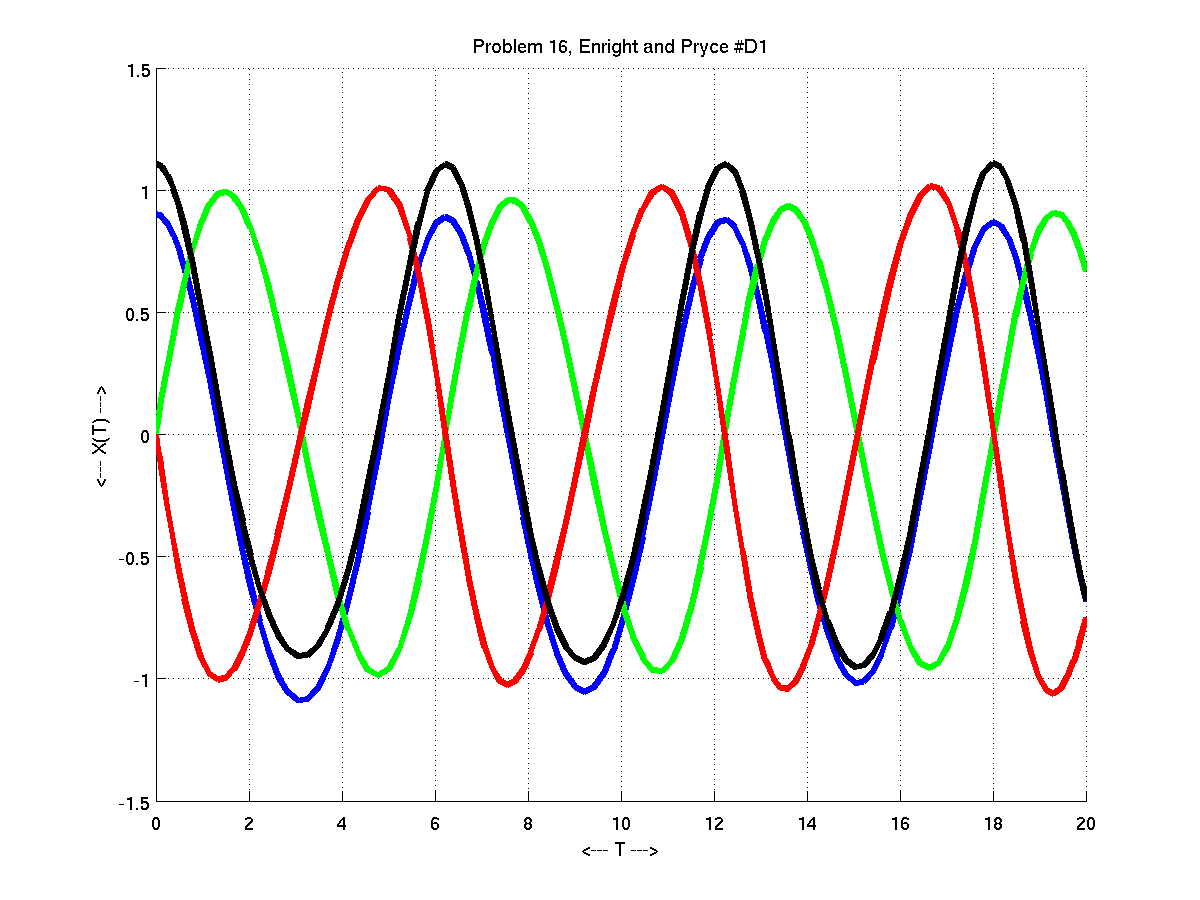 Problem 16, Enright and Pryce #D1
1.5
1
0.5
0
-0.5
-1
-1.5
<--- X(T) --->
0 2 4 6 8 10 12 14 16 18 20
<--- T --->